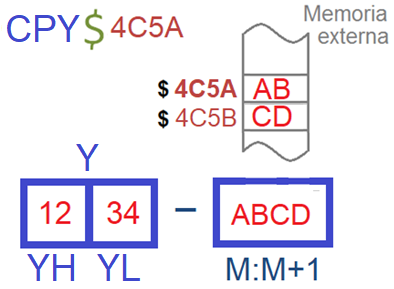 CPY$ 4C5A
Memoria
externa
$ 4C5A AB
$ 4C5B CD
Y
12 34 – ABCD
YH YL M:M+1